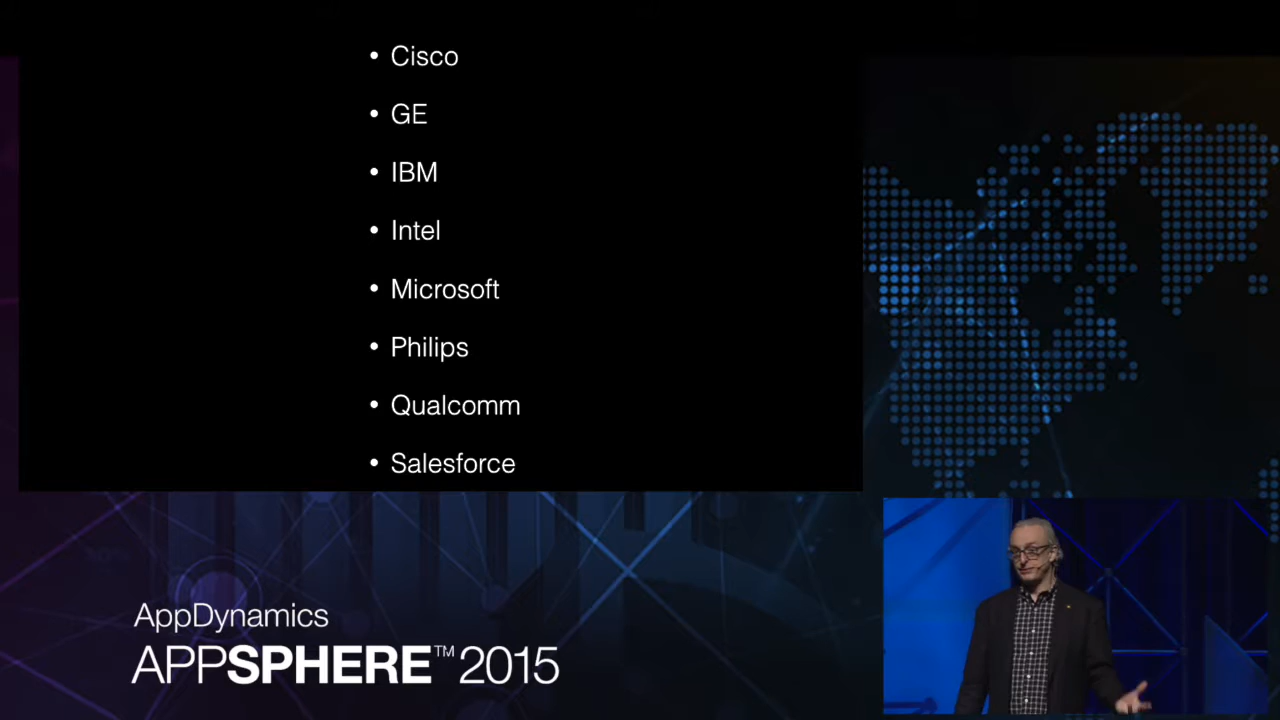 • Cisco
• GE
• IBM
• Intel
• Microsoft
• Philips
• Qualcomm
• Salesforce
AppDynamics
APPSPHERE™ 2015